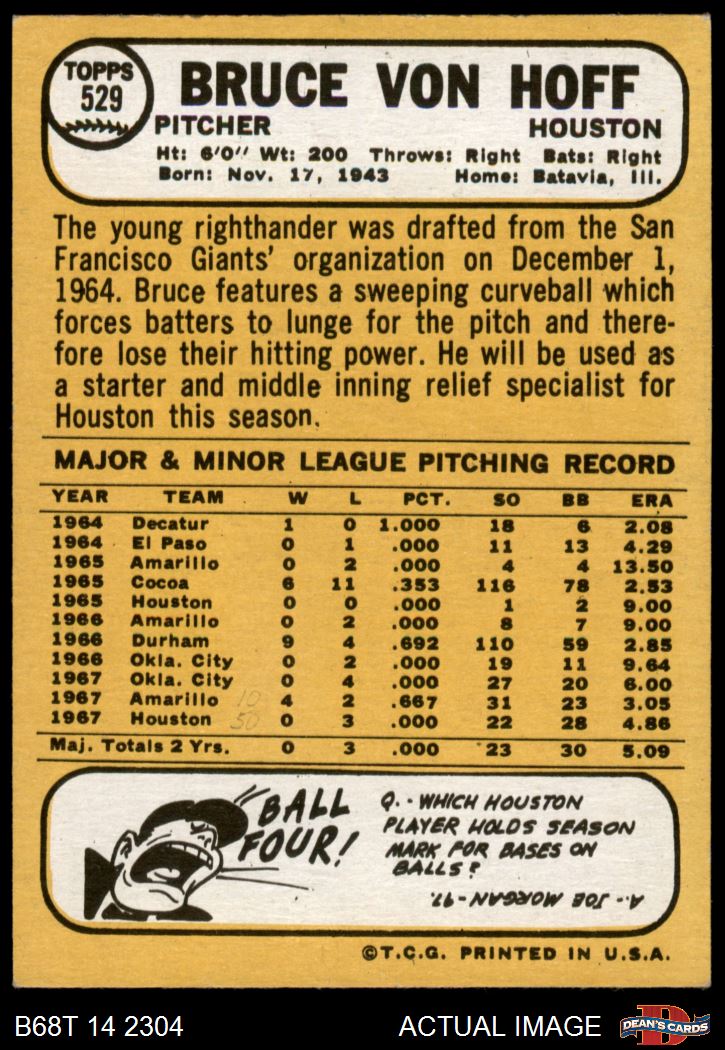 TOPPS
529
BRUCE VON HOFF
PITCHER HOUSTON
Ht: 6'0" Wt: 200 Throws: Right Bats: Right
Born: Nov. 17, 1943 Home: Batavia, Ill.
The young righthander was drafted from the San
Francisco Giants' organization on December 1,
1964. Bruce features a sweeping curveball which
forces batters to lunge for the pitch and there-
fore lose their hitting power. He will be used as
a starter and middle inning relief specialist for
Houston this season.
MAJOR & MINOR LEAGUE PITCHING RECORD
YEAR TEAM W L PCT. SO BB ERA
1964 Decatur 1 0 1.000 18 6 2.08
1964 El Paso 0 1 .000 11 13 4.29
1965 Amarillo 0 2 .000 4 4 13.50
1965 Cocoa 6 11 .353 116 78 2.53
1965 Houston 0 0 .000 1 2 9.00
1966 Amarillo 0 2 .000 8 7 9.00
1966 Durham 9 4 .692 110 59 2.85
1966 Okla. City 0 2 .000 19 11 9.64
1967 Okla. City 0 4 .000 27 20 6.00
1967 Amarillo 10 4 2 .667 31 23 3.05
1967 Houston 50 0 3 .000 22 28 4.86
Maj. Totals 2 Yrs. 0 3 .000 23 30 5.09
BALL
FOUR!
Q.- WHICH HOUSTON
PLAYER HOLDS SEASON
MARK FOR BASES ON
BALLS?
A.- JOE MORGAN-97.
©T.C.G. PRINTED IN U.S.A.
B68T 14 2304 ACTUAL IMAGE
D
DEAN'S CARDS